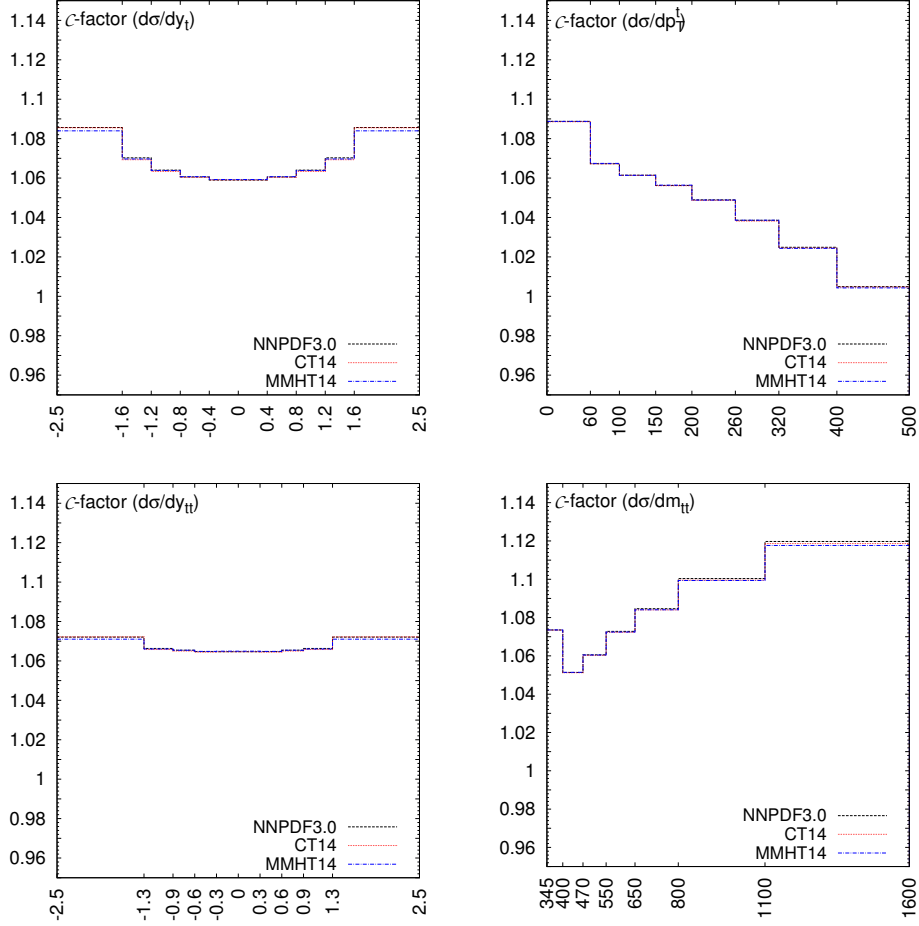 C-factor (dσ/dy_t)
1.14
1.12
1.1
1.08
1.06
1.04
1.02
1
0.98
0.96
NNPDF3.0
CT14
MMHT14
-2.5 -1.6 -1.2 -0.8 -0.4 0 0.4 0.8 1.2 1.6 2.5
C-factor (dσ/dp_T^t)
1.14
1.12
1.1
1.08
1.06
1.04
1.02
1
0.98
0.96
NNPDF3.0
CT14
MMHT14
0 60 100 150 200 260 320 400 500
C-factor (dσ/dy_tt)
1.14
1.12
1.1
1.08
1.06
1.04
1.02
1
0.98
0.96
NNPDF3.0
CT14
MMHT14
-2.5 -1.3 -0.9 -0.6 -0.3 0 0.3 0.6 0.9 1.3 2.5
C-factor (dσ/dm_tt)
1.14
1.12
1.1
1.08
1.06
1.04
1.02
1
0.98
0.96
NNPDF3.0
CT14
MMHT14
345 400 470 550 650 800 1100 1600